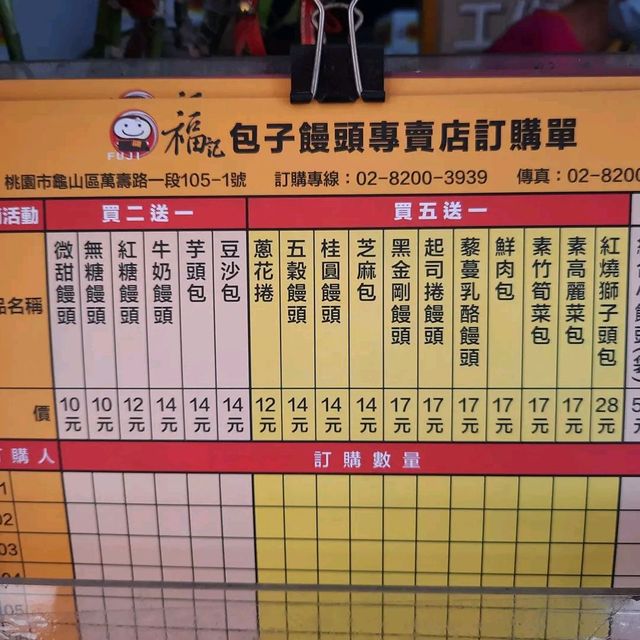 福記 包子饅頭專賣店訂購單
FUJI
桃園市龜山區萬壽路一段105-1號 訂購專線：02-8200-3939 傳真：02-8200
活動 買二送一 買五送一
品名稱 微甜饅頭 無糖饅頭 紅糖饅頭 牛奶饅頭 芋頭包 豆沙包 蔥花捲 五穀饅頭 桂圓饅頭 芝麻包 黑金剛饅頭 起司捲饅頭 藜蔓乳酪饅頭 鮮肉包 素竹筍菜包 素高麗菜包 紅燒獅子頭包
價 10元 10元 12元 14元 14元 14元 12元 14元 14元 14元 17元 17元 17元 17元 17元 17元 28元
訂購人 訂購數量
01
02
03
04
05